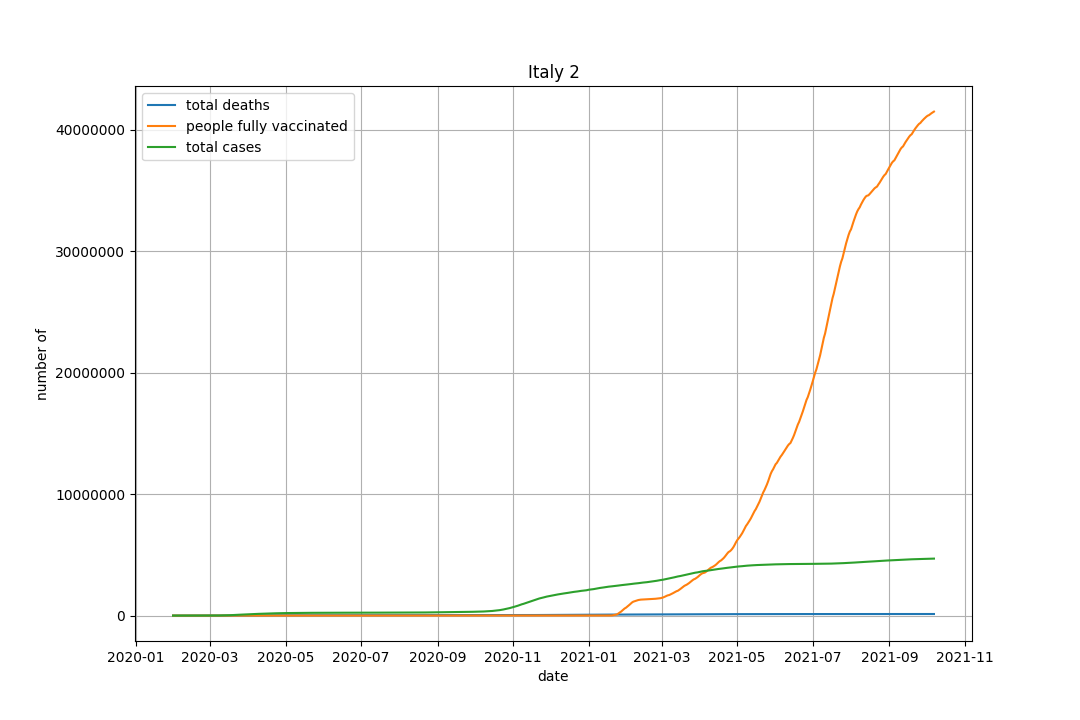 Italy 2
total deaths
people fully vaccinated
total cases
40000000
30000000
20000000
10000000
0
number of
2020-01 2020-03 2020-05 2020-07 2020-09 2020-11 2021-01 2021-03 2021-05 2021-07 2021-09 2021-11
date